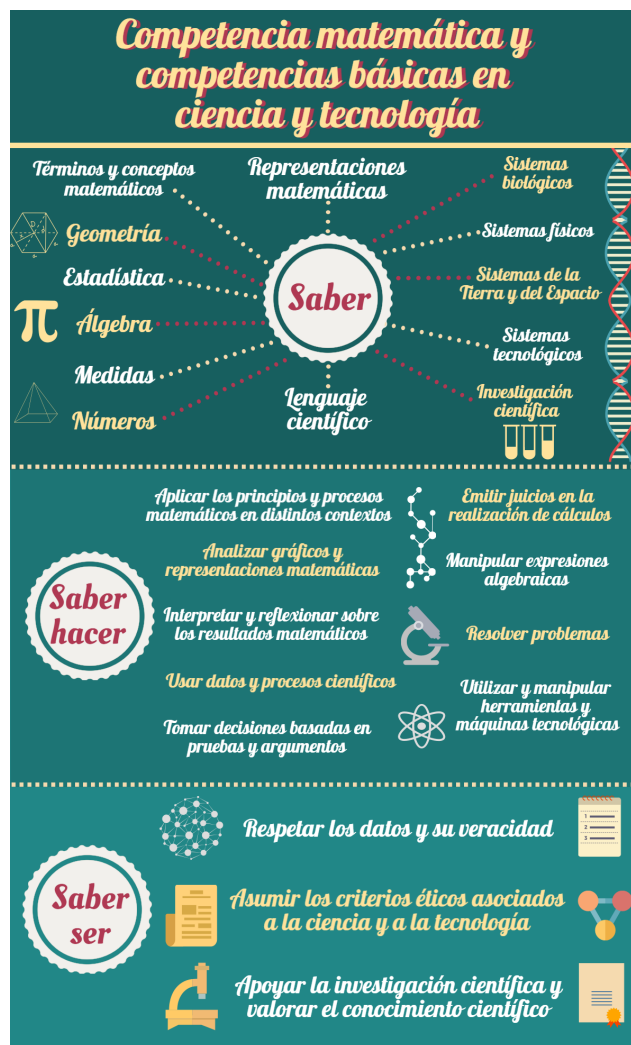 Competencia matemática y
competencias básicas en
ciencia y tecnología
Términos y conceptos
matemáticos
Geometría
Estadística
π
Álgebra
Medidas
Números
Representaciones
matemáticas
Saber
Lenguaje
científico
Sistemas
biológicos
Sistemas físicos
Sistemas de la
Tierra y del Espacio
Sistemas
tecnológicos
Investigación
científica
Saber
hacer
Aplicar los principios y procesos
matemáticos en distintos contextos
Analizar gráficos y
representaciones matemáticas
Interpretar y reflexionar sobre
los resultados matemáticos
Usar datos y procesos científicos
Tomar decisiones basadas en
pruebas y argumentos
Emitir juicios en la
realización de cálculos
Manipular expresiones
algebraicas
Resolver problemas
Utilizar y manipular
herramientas y
máquinas tecnológicas
Saber
ser
Respetar los datos y su veracidad
1
2
3
Asumir los criterios éticos asociados
a la ciencia y a la tecnología
Apoyar la investigación científica y
valorar el conocimiento científico